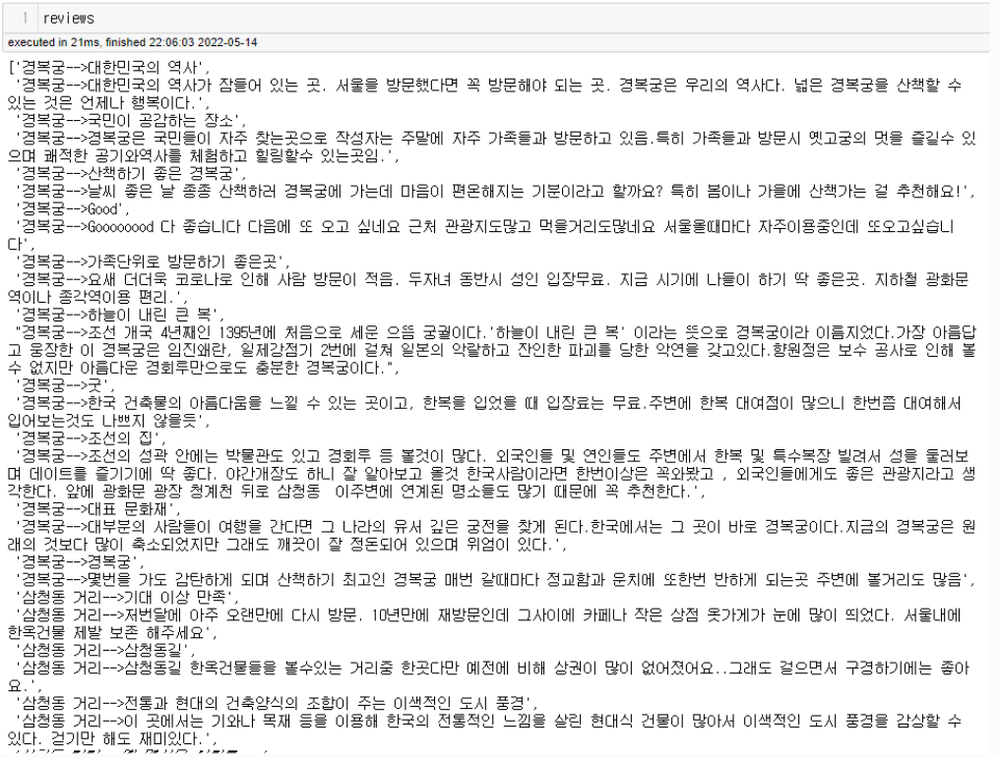 1 reviews
executed in 21ms, finished 22:06:03 2022-05-14
['경복궁-->대한민국의 역사',
'경복궁-->대한민국의 역사가 잠들어 있는 곳. 서울을 방문했다면 꼭 방문해야 되는 곳. 경복궁은 우리의 역사다. 넓은 경복궁을 산책할 수
있는 것은 언제나 행복이다.',
'경복궁-->국민이 공감하는 장소',
'경복궁-->경복궁은 국민들이 자주 찾는곳으로 작성자는 주말에 자주 가족들과 방문하고 있음.특히 가족들과 방문시 옛고궁의 멋을 즐길수 있
으며 쾌적한 공기와역사를 체험하고 힐링할수 있는곳임.',
'경복궁-->산책하기 좋은 경복궁',
'경복궁-->날씨 좋은 날 종종 산책하러 경복궁에 가는데 마음이 편온해지는 기분이라고 할까요? 특히 봄이나 가을에 산책가는 걸 추천해요!',
'경복궁-->Good',
'경복궁-->Goooooood 다 좋습니다 다음에 또 오고 싶네요 근처 관광지도많고 먹을거리도많네요 서울올때마다 자주이용중인데 또오고싶습니
다',
'경복궁-->가족단위로 방문하기 좋은곳',
'경복궁-->요새 더더욱 코로나로 인해 사람 방문이 적음. 두자녀 동반시 성인 입장무료. 지금 시기에 나들이 하기 딱 좋은곳. 지하철 광화문
역이나 종각역이용 편리.',
'경복궁-->하늘이 내린 큰 복',
"경복궁-->조선 개국 4년째인 1395년에 처음으로 세운 으뜸 궁궐이다.'하늘이 내린 큰 복' 이라는 뜻으로 경복궁이라 이름지었다.가장 아름답
고 웅장한 이 경복궁은 임진왜란, 일제강점기 2번에 걸쳐 일본의 악랄하고 잔인한 파괴를 당한 악연을 갖고있다.향원정은 보수 공사로 인해 볼
수 없지만 아름다운 경회루만으로도 충분한 경복궁이다.",
'경복궁-->굿',
'경복궁-->한국 건축물의 아름다움을 느낄 수 있는 곳이고, 한복을 입었을 때 입장료는 무료.주변에 한복 대여점이 많으니 한번쯤 대여해서
입어보는것도 나쁘지 않을듯',
'경복궁-->조선의 집',
'경복궁-->조선의 성곽 안에는 박물관도 있고 경회루 등 볼것이 많다. 외국인들 및 연인들도 주변에서 한복 및 특수복장 빌려서 성을 둘러보
며 데이트를 즐기기에 딱 좋다. 야간개장도 하니 잘 알아보고 올것 한국사람이라면 한번이상은 꼭와봤고 , 외국인들에게도 좋은 관광지라고 생
각한다. 앞에 광화문 광장 청계천 뒤로 삼청동  이주변에 연계된 명소들도 많기 때문에 꼭 추천한다.',
'경복궁-->대표 문화재',
'경복궁-->대부분의 사람들이 여행을 간다면 그 나라의 유서 깊은 궁전을 찾게 된다.한국에서는 그 곳이 바로 경복궁이다.지금의 경복궁은 원
래의 것보다 많이 축소되었지만 그래도 깨끗이 잘 정돈되어 있으며 위엄이 있다.',
'경복궁-->경복궁',
'경복궁-->몇번을 가도 감탄하게 되며 산책하기 최고인 경복궁 매번 갈때마다 정교함과 운치에 또한번 반하게 되는곳 주변에 볼거리도 많음',
'삼청동 거리-->기대 이상 만족',
'삼청동 거리-->저번달에 아주 오랜만에 다시 방문. 10년만에 재방문인데 그사이에 카페나 작은 상점 옷가게가 눈에 많이 띄었다. 서울내에
한옥건물 제발 보존 해주세요',
'삼청동 거리-->삼청동길',
'삼청동 거리-->삼청동길 한옥건물들을 볼수있는 거리중 한곳다만 예전에 비해 상권이 많이 없어졌어요..그래도 걸으면서 구경하기에는 좋아
요.',
'삼청동 거리-->전통과 현대의 건축양식의 조합이 주는 이색적인 도시 풍경',
'삼청동 거리-->이 곳에서는 기와나 목재 등을 이용해 한국의 전통적인 느낌을 살린 현대식 건물이 많아서 이색적인 도시 풍경을 감상할 수
있다. 걷기만 해도 재미있다.',